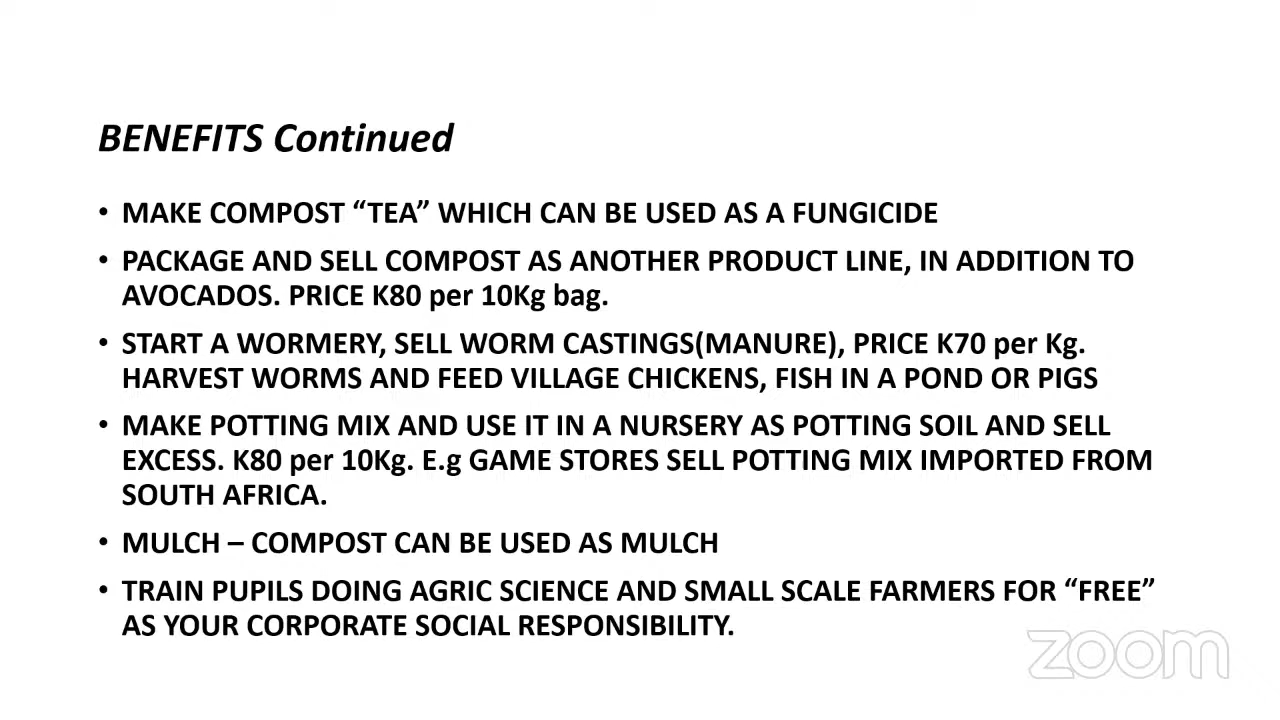 BENEFITS Continued
• MAKE COMPOST “TEA” WHICH CAN BE USED AS A FUNGICIDE
• PACKAGE AND SELL COMPOST AS ANOTHER PRODUCT LINE, IN ADDITION TO
AVOCADOS. PRICE K80 per 10Kg bag.
• START A WORMERY, SELL WORM CASTINGS(MANURE), PRICE K70 per Kg.
HARVEST WORMS AND FEED VILLAGE CHICKENS, FISH IN A POND OR PIGS
• MAKE POTTING MIX AND USE IT IN A NURSERY AS POTTING SOIL AND SELL
EXCESS. K80 per 10Kg. E.g GAME STORES SELL POTTING MIX IMPORTED FROM
SOUTH AFRICA.
• MULCH – COMPOST CAN BE USED AS MULCH
• TRAIN PUPILS DOING AGRIC SCIENCE AND SMALL SCALE FARMERS FOR “FREE”
AS YOUR CORPORATE SOCIAL RESPONSIBILITY.
zoom